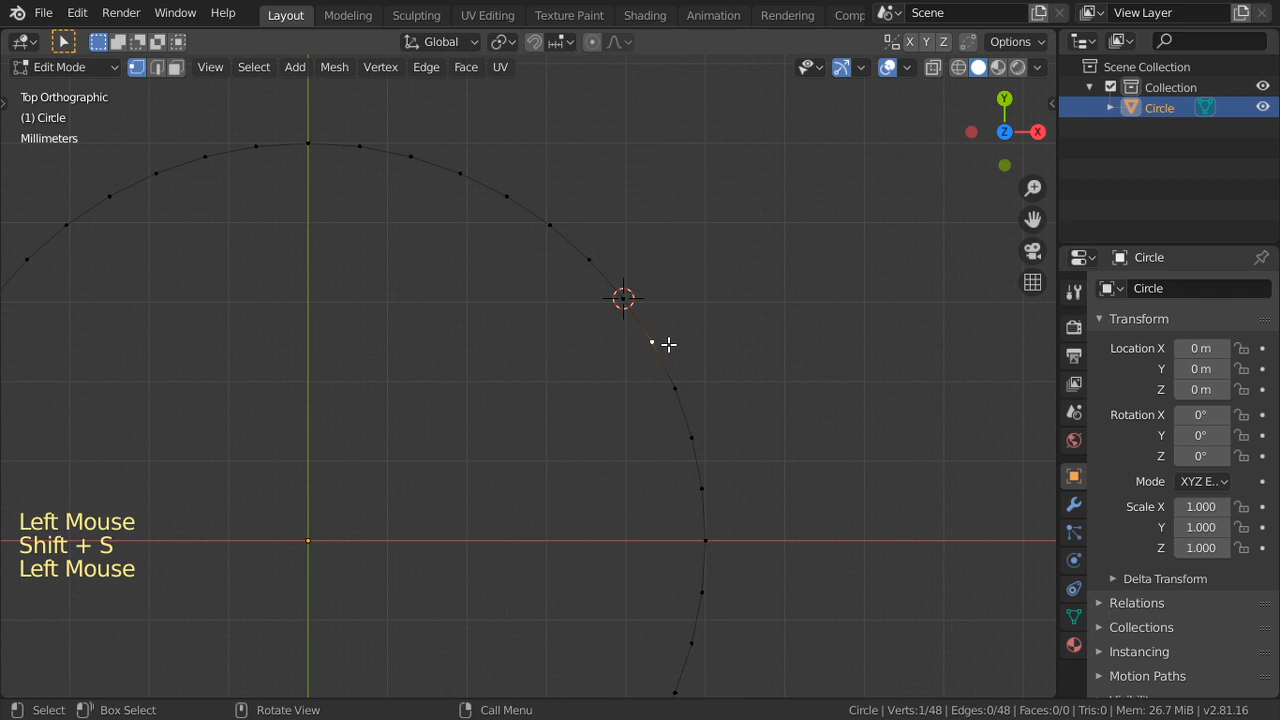 File Edit Render Window Help Layout Modeling Sculpting UV Editing Texture Paint Shading Animation Rendering Comp Scene View Layer
Global X Y Z Options
Edit Mode View Select Add Mesh Vertex Edge Face UV
Top Orthographic
(1) Circle
Millimeters
Y
Z X
Left Mouse
Shift + S
Left Mouse
Scene Collection
Collection
Circle
Circle
Circle
Transform
Location X 0 m
Y 0 m
Z 0 m
Rotation X 0°
Y 0°
Z 0°
Mode XYZ E..
Scale X 1.000
Y 1.000
Z 1.000
Delta Transform
Relations
Collections
Instancing
Motion Paths
Select Box Select Rotate View Call Menu Circle | Verts:1/48 | Edges:0/48 | Faces:0/0 | Tris:0 | Mem: 26.7 MiB | v2.81.16